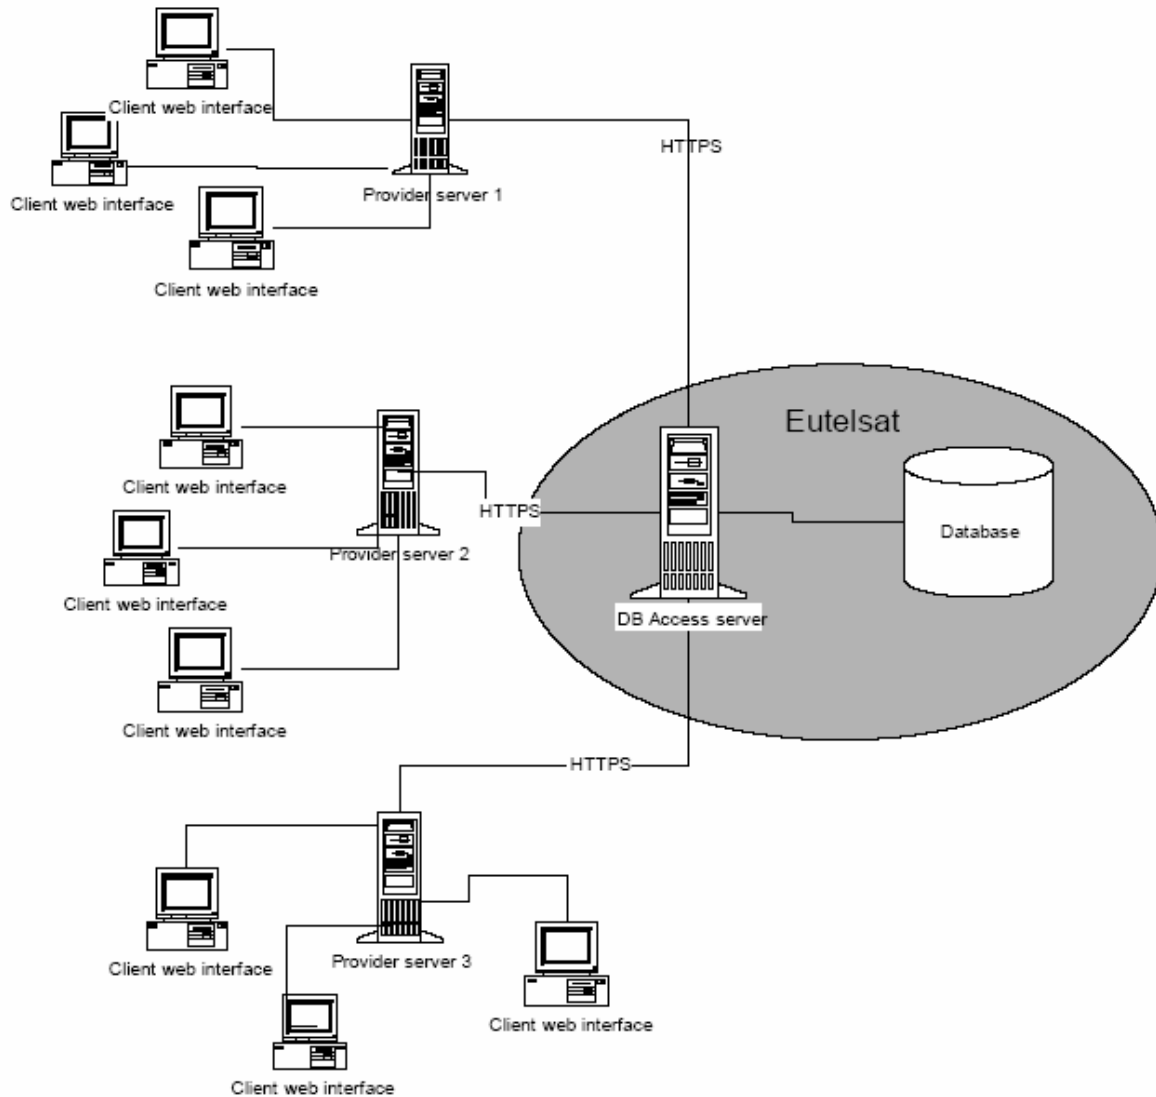 Client web interface
HTTPS
Client web interface
Provider server 1
Client web interface
Eutelsat
Client web interface
HTTPS
Database
Provider server 2
Client web interface
DB Access server
Client web interface
HTTPS
Provider server 3
Client web interface
Client web interface
Client web interface